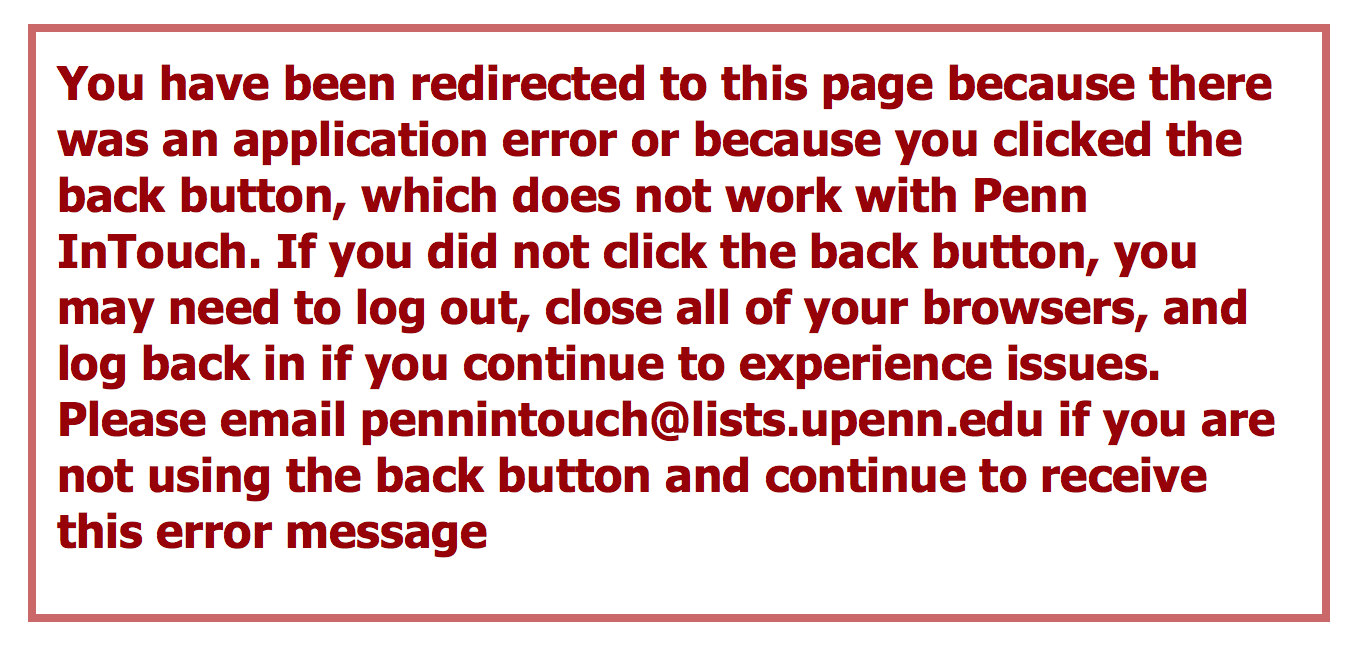 You have been redirected to this page because there
was an application error or because you clicked the
back button, which does not work with Penn
InTouch. If you did not click the back button, you
may need to log out, close all of your browsers, and
log back in if you continue to experience issues.
Please email pennintouch@lists.upenn.edu if you are
not using the back button and continue to receive
this error message